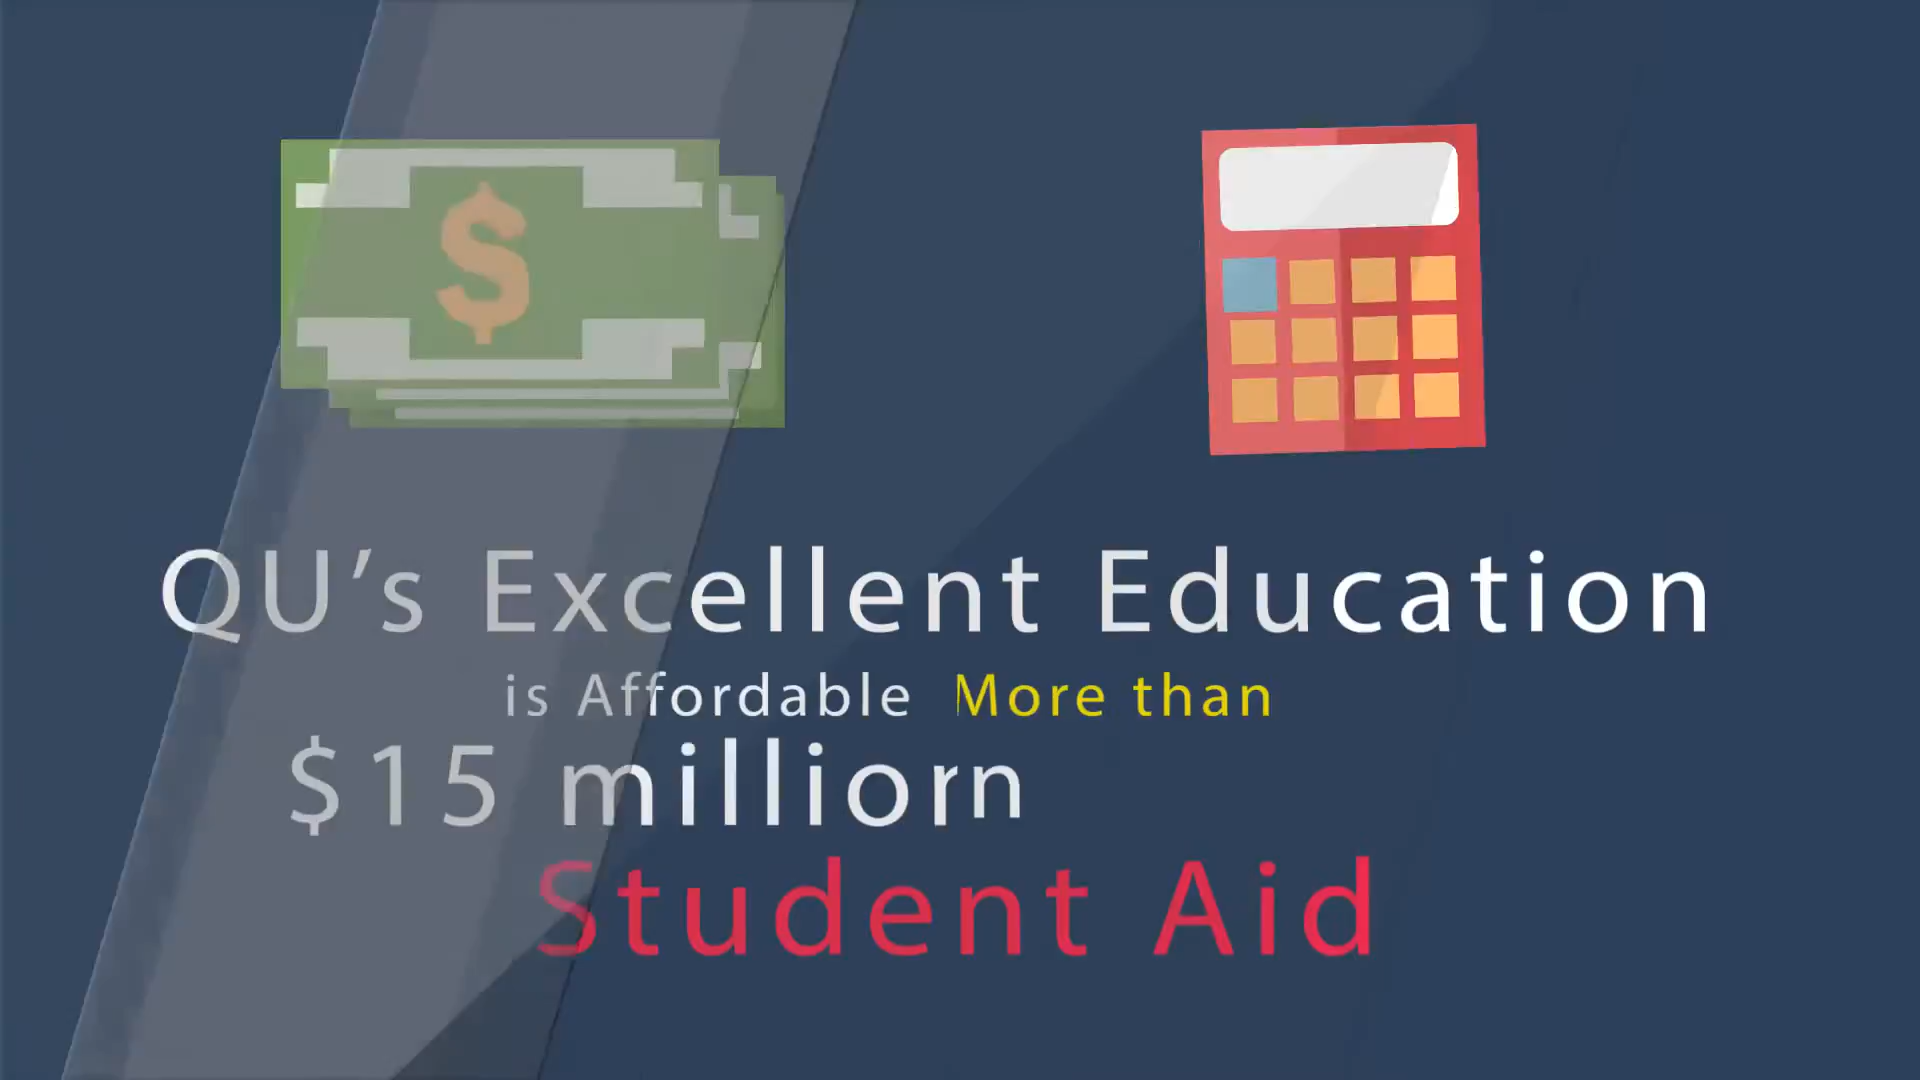 $
QU’s Excellent Education
is Affordable More than
$15 milliorn
Student Aid